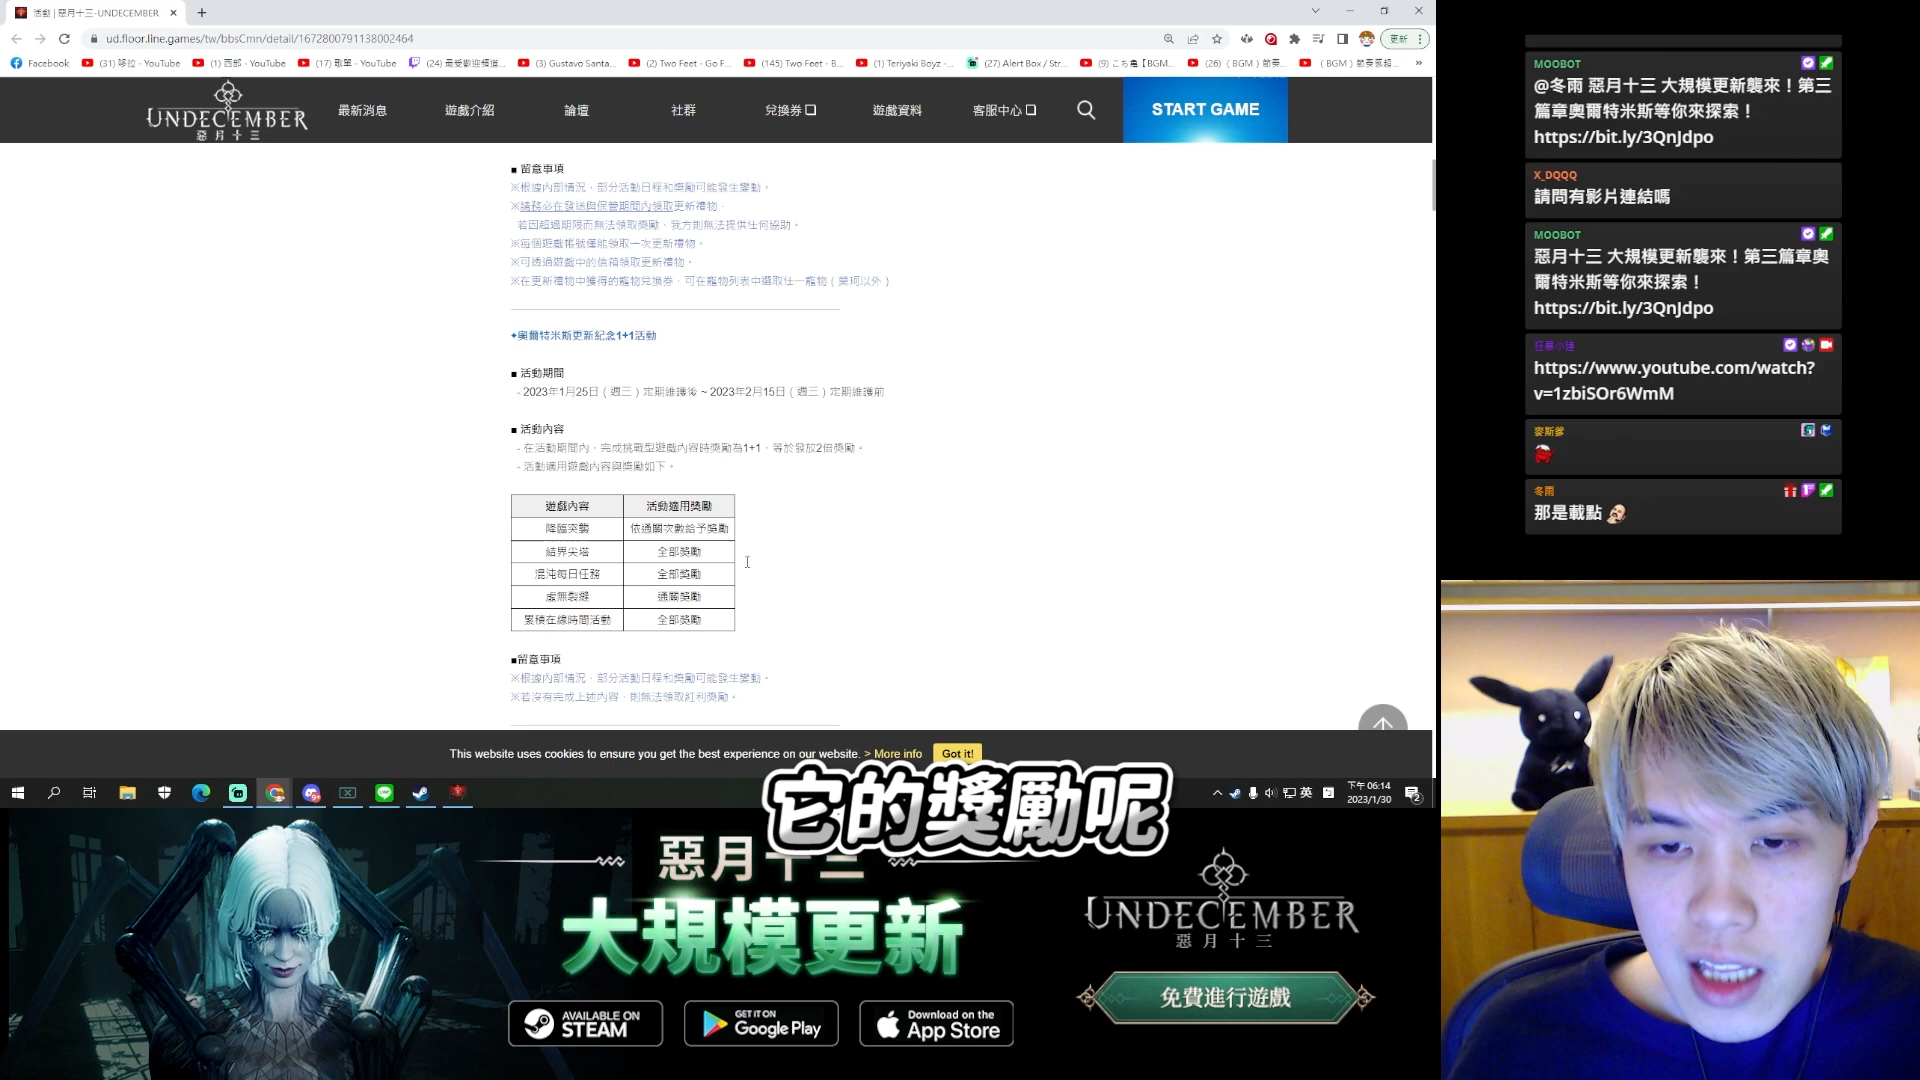 活動 | 惡月十三-UNDECEMBER
ud.floor.line.games/tw/bbsCmn/detail/1672800791138002464
更新
Facebook
(31) 哆拉 - YouTube
(1) 西部 - YouTube
(17) 歌單 - YouTube
(24) 最受歡迎頻道...
(3) Gustavo Santa...
(2) Two Feet - Go F...
(145) Two Feet - B...
(1) Teriyaki Boyz -...
(27) Alert Box / Str...
(9) こち亀【BGM...
(26)（BGM）節奏...
（BGM）節奏感超...
UNDECEMBER
惡月十三
最新消息
遊戲介紹
論壇
社群
兌換券
遊戲資料
客服中心
START GAME
■ 留意事項
※根據內部情況，部分活動日程和獎勵可能發生變動。
※請務必在發送與保管期間內領取更新禮物，
若因超過期限而無法領取獎勵，我方則無法提供任何協助。
※每個遊戲帳號僅能領取一次更新禮物。
※可透過遊戲中的信箱領取更新禮物。
※在更新禮物中獲得的寵物兌換券，可在寵物列表中選取任一寵物（莫珂以外）
✦奧爾特米斯更新紀念1+1活動
■ 活動期間
- 2023年1月25日（週三）定期維護後 ~ 2023年2月15日（週三）定期維護前
■ 活動內容
- 在活動期間內，完成挑戰型遊戲內容時獎勵為1+1，等於發放2倍獎勵。
- 活動適用遊戲內容與獎勵如下。
遊戲內容 活動適用獎勵
降臨突襲 依通關次數給予獎勵
結界尖塔 全部獎勵
混沌每日任務 全部獎勵
虛無裂縫 通關獎勵
累積在線時間活動 全部獎勵
■留意事項
※根據內部情況，部分活動日程和獎勵可能發生變動。
※若沒有完成上述內容，則無法領取紅利獎勵。
This website uses cookies to ensure you get the best experience on our website. > More info
Got it!
英
下午 06:14
2023/1/30
2
它的獎勵呢
惡月十三
大規模更新
AVAILABLE ON
STEAM
GET IT ON
Google Play
Download on the
App Store
UNDECEMBER
惡月十三
免費進行遊戲
MOOBOT
@冬雨 惡月十三 大規模更新襲來！第三
篇章奧爾特米斯等你來探索！
https://bit.ly/3QnJdpo
X_DQQQ
請問有影片連結嗎
MOOBOT
惡月十三 大規模更新襲來！第三篇章奧
爾特米斯等你來探索！
https://bit.ly/3QnJdpo
狂暴小建
https://www.youtube.com/watch?
v=1zbiSOr6WmM
麥斯爹
冬雨
那是載點